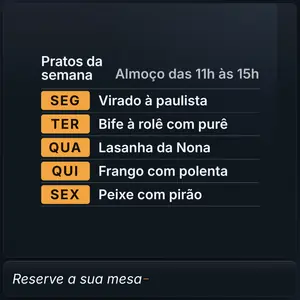 Pratos da
semana
Almoço das 11h às 15h
SEG Virado à paulista
TER Bife à rolê com purê
QUA Lasanha da Nona
QUI Frango com polenta
SEX Peixe com pirão
Reserve a sua mesa